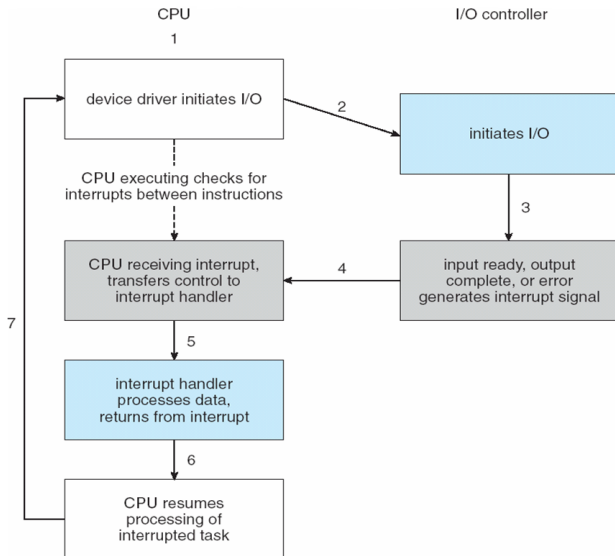 CPU
I/O controller
1
device driver initiates I/O
2
initiates I/O
CPU executing checks for
interrupts between instructions
3
CPU receiving interrupt,
transfers control to
interrupt handler
4
input ready, output
complete, or error
generates interrupt signal
7
5
interrupt handler
processes data,
returns from interrupt
6
CPU resumes
processing of
interrupted task